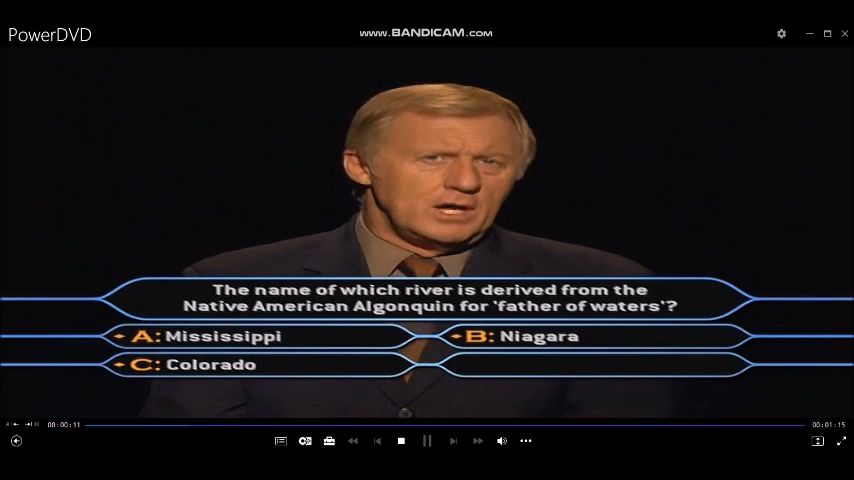 PowerDVD
www.BANDICAM.com
The name of which river is derived from the
Native American Algonquin for 'father of waters'?
A: Mississippi
B: Niagara
C: Colorado
00:00:11
00:01:15